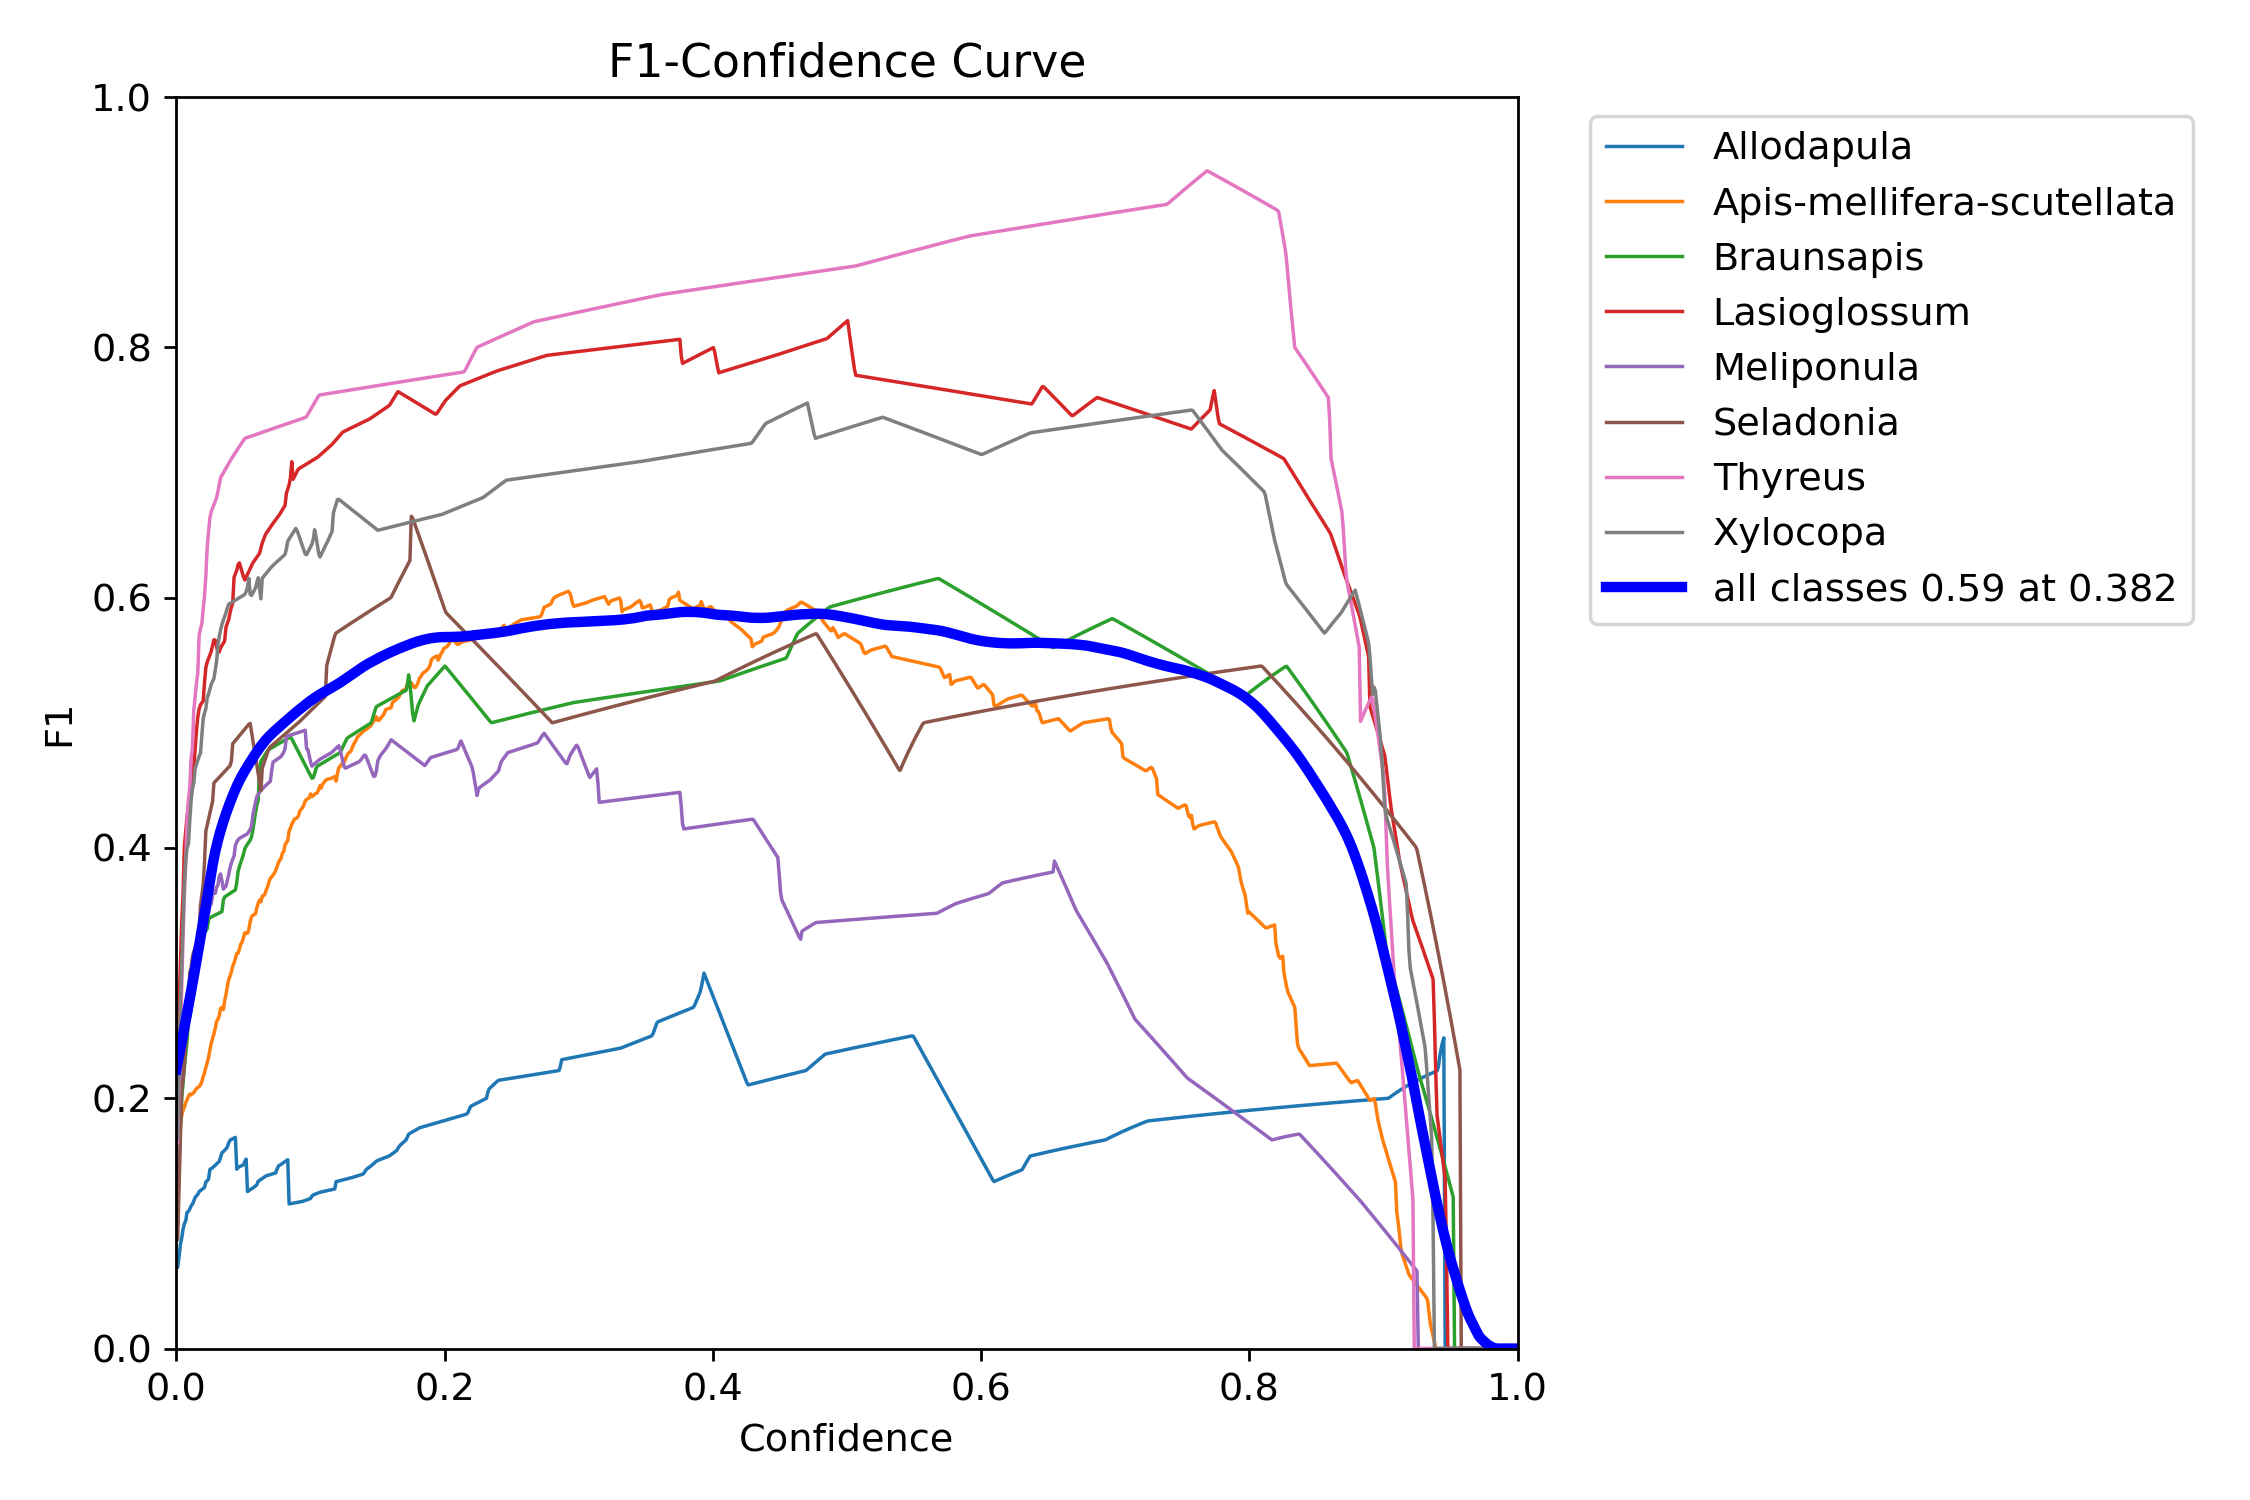 F1-Confidence Curve
1.0
0.8
0.6
0.4
0.2
0.0
F1
0.0 0.2 0.4 0.6 0.8 1.0
Confidence
Allodapula
Apis-mellifera-scutellata
Braunsapis
Lasioglossum
Meliponula
Seladonia
Thyreus
Xylocopa
all classes 0.59 at 0.382